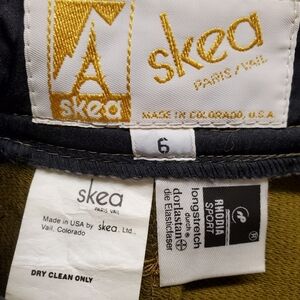 skea
skea
PARIS / VAIL
MADE IN COLORADO, U.S.A.
6
skea
PARIS VAIL
Made in USA by skea. Ltd.
Vail, Colorado
DRY CLEAN ONLY
RHODIA
SPORT
longstretch
durch
dorlastan
die Elasticfaser